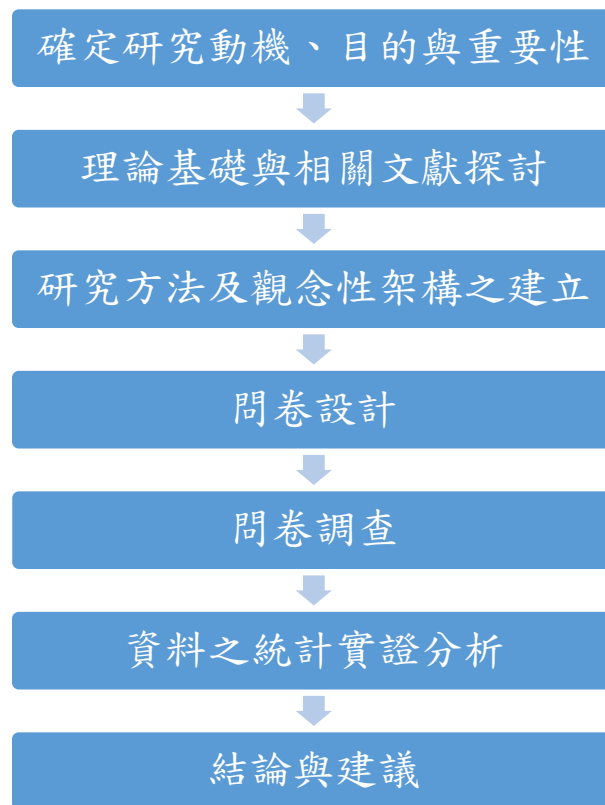 確定研究動機、目的與重要性
理論基礎與相關文獻探討
研究方法及觀念性架構之建立
問卷設計
問卷調查
資料之統計實證分析
結論與建議